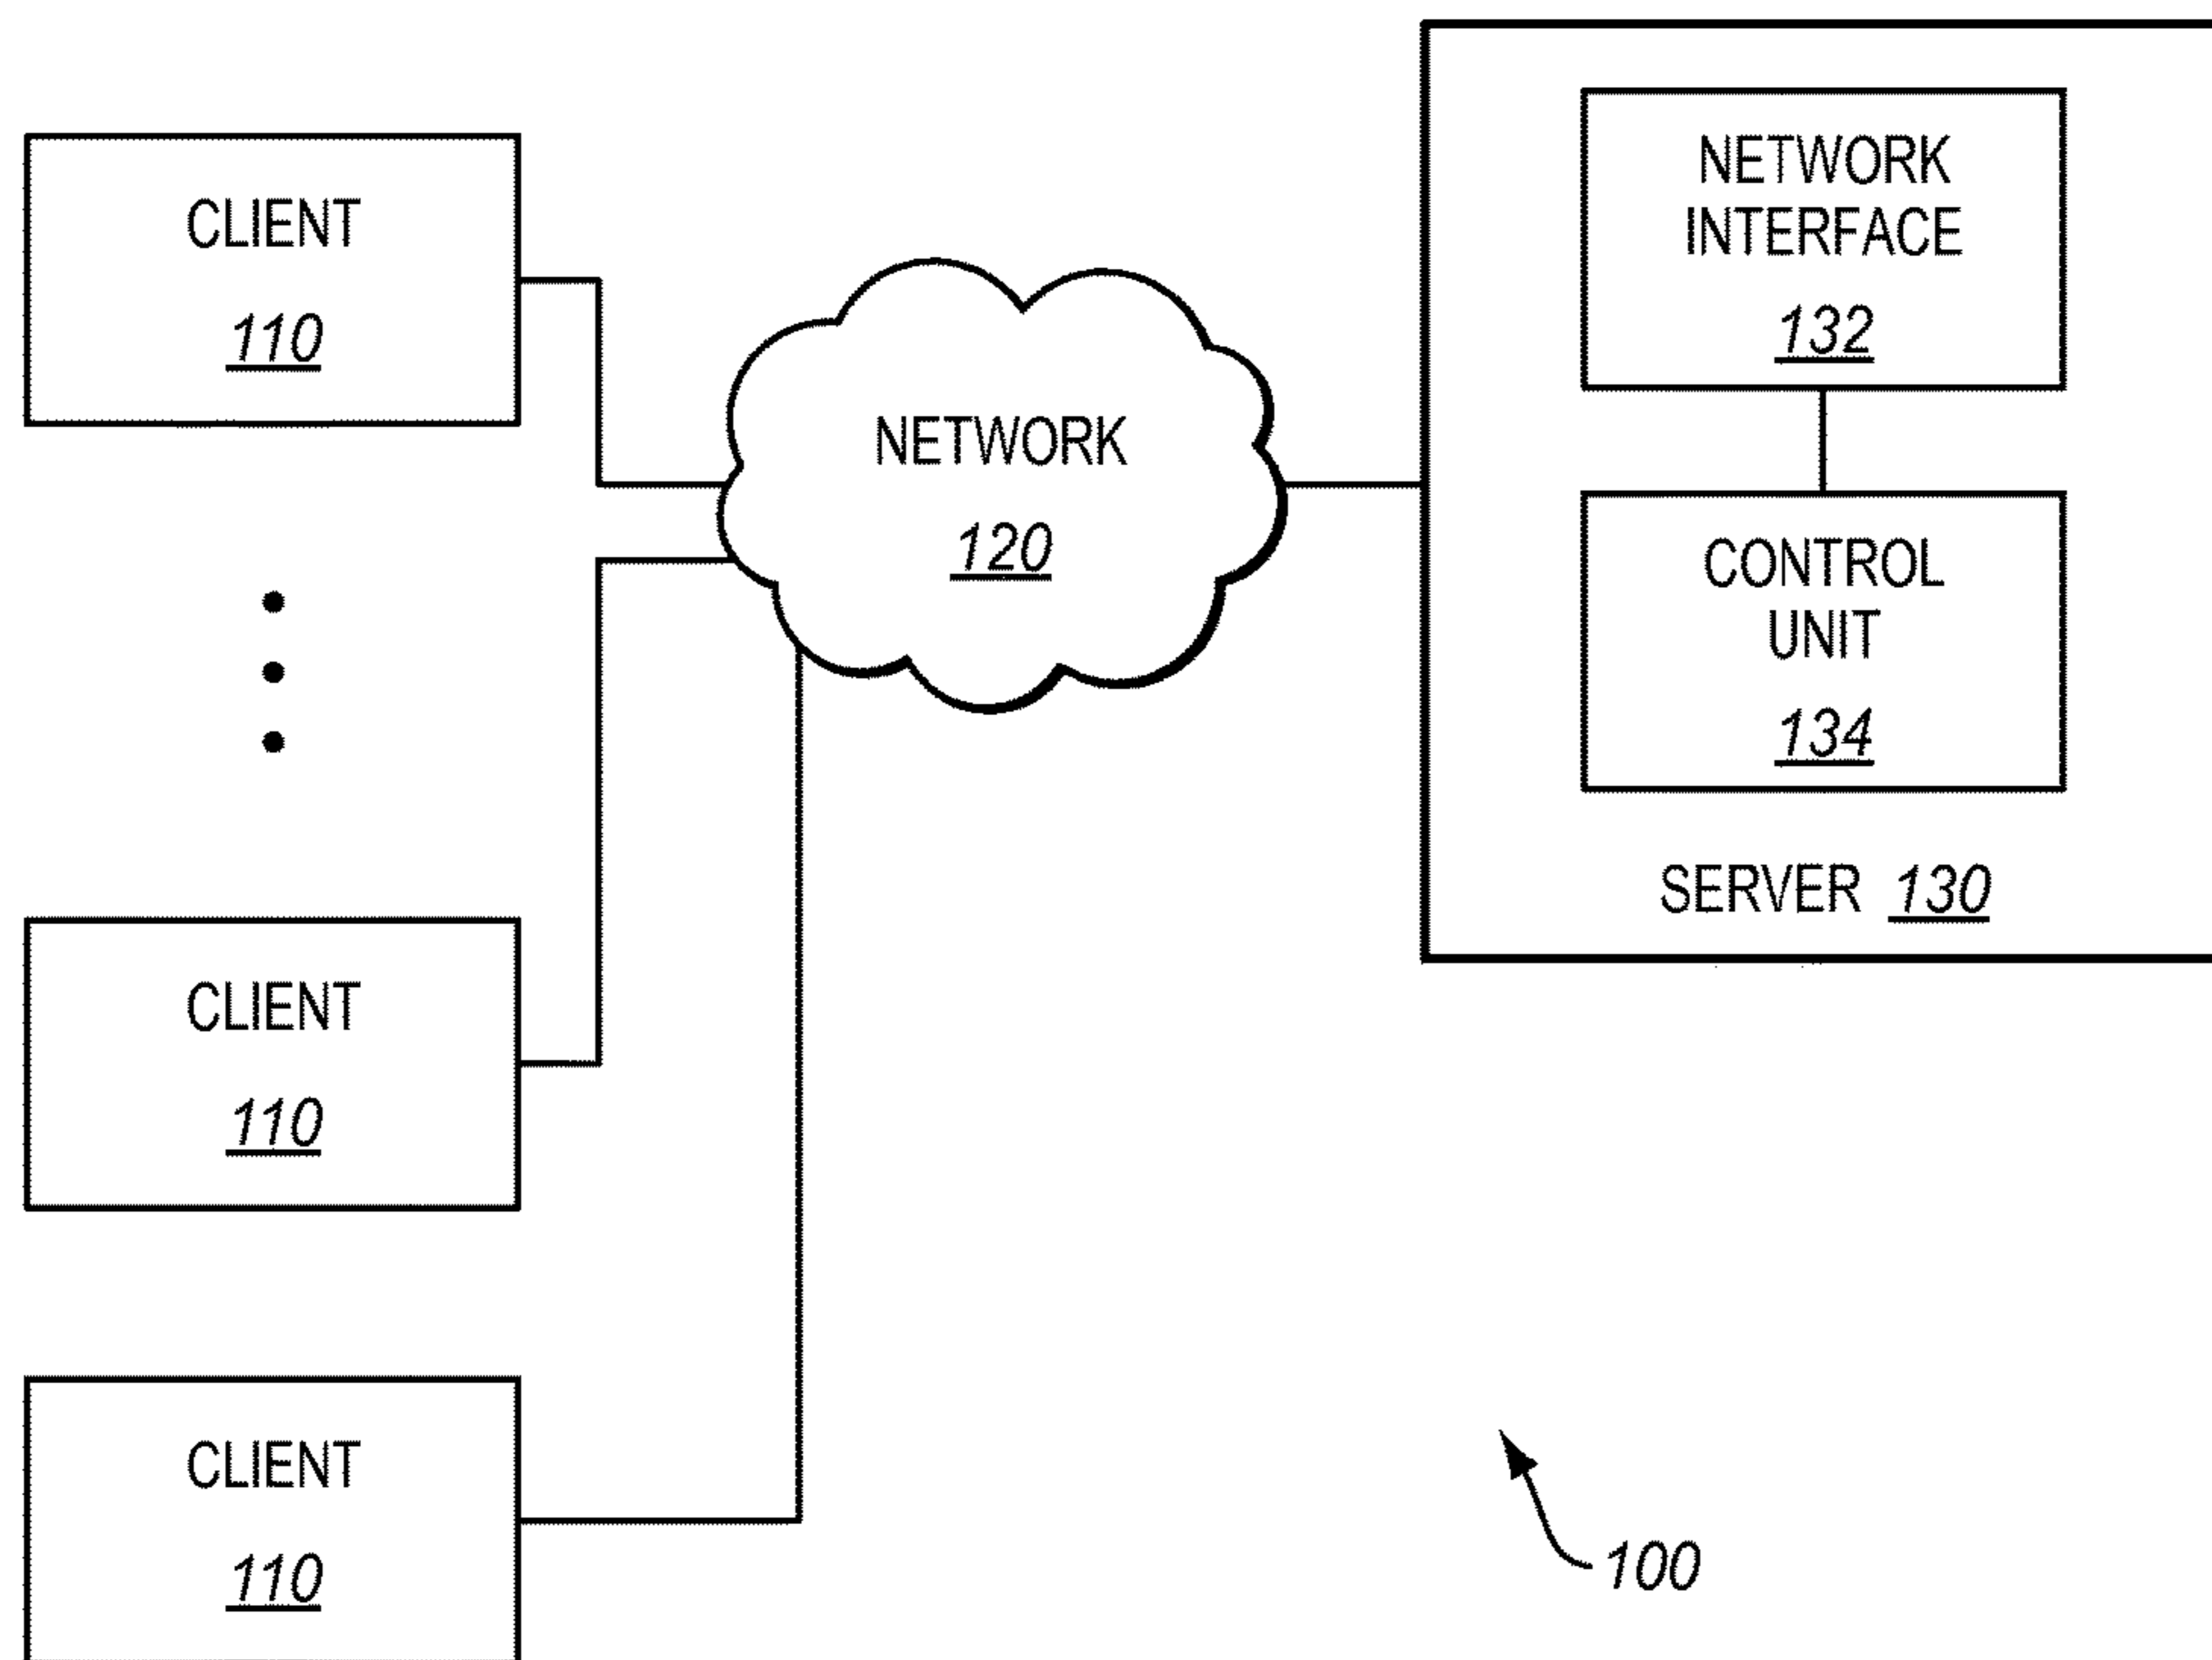 CLIENT
110
CLIENT
110
CLIENT
110
NETWORK
120
NETWORK
INTERFACE
132
CONTROL
UNIT
134
SERVER 130
100